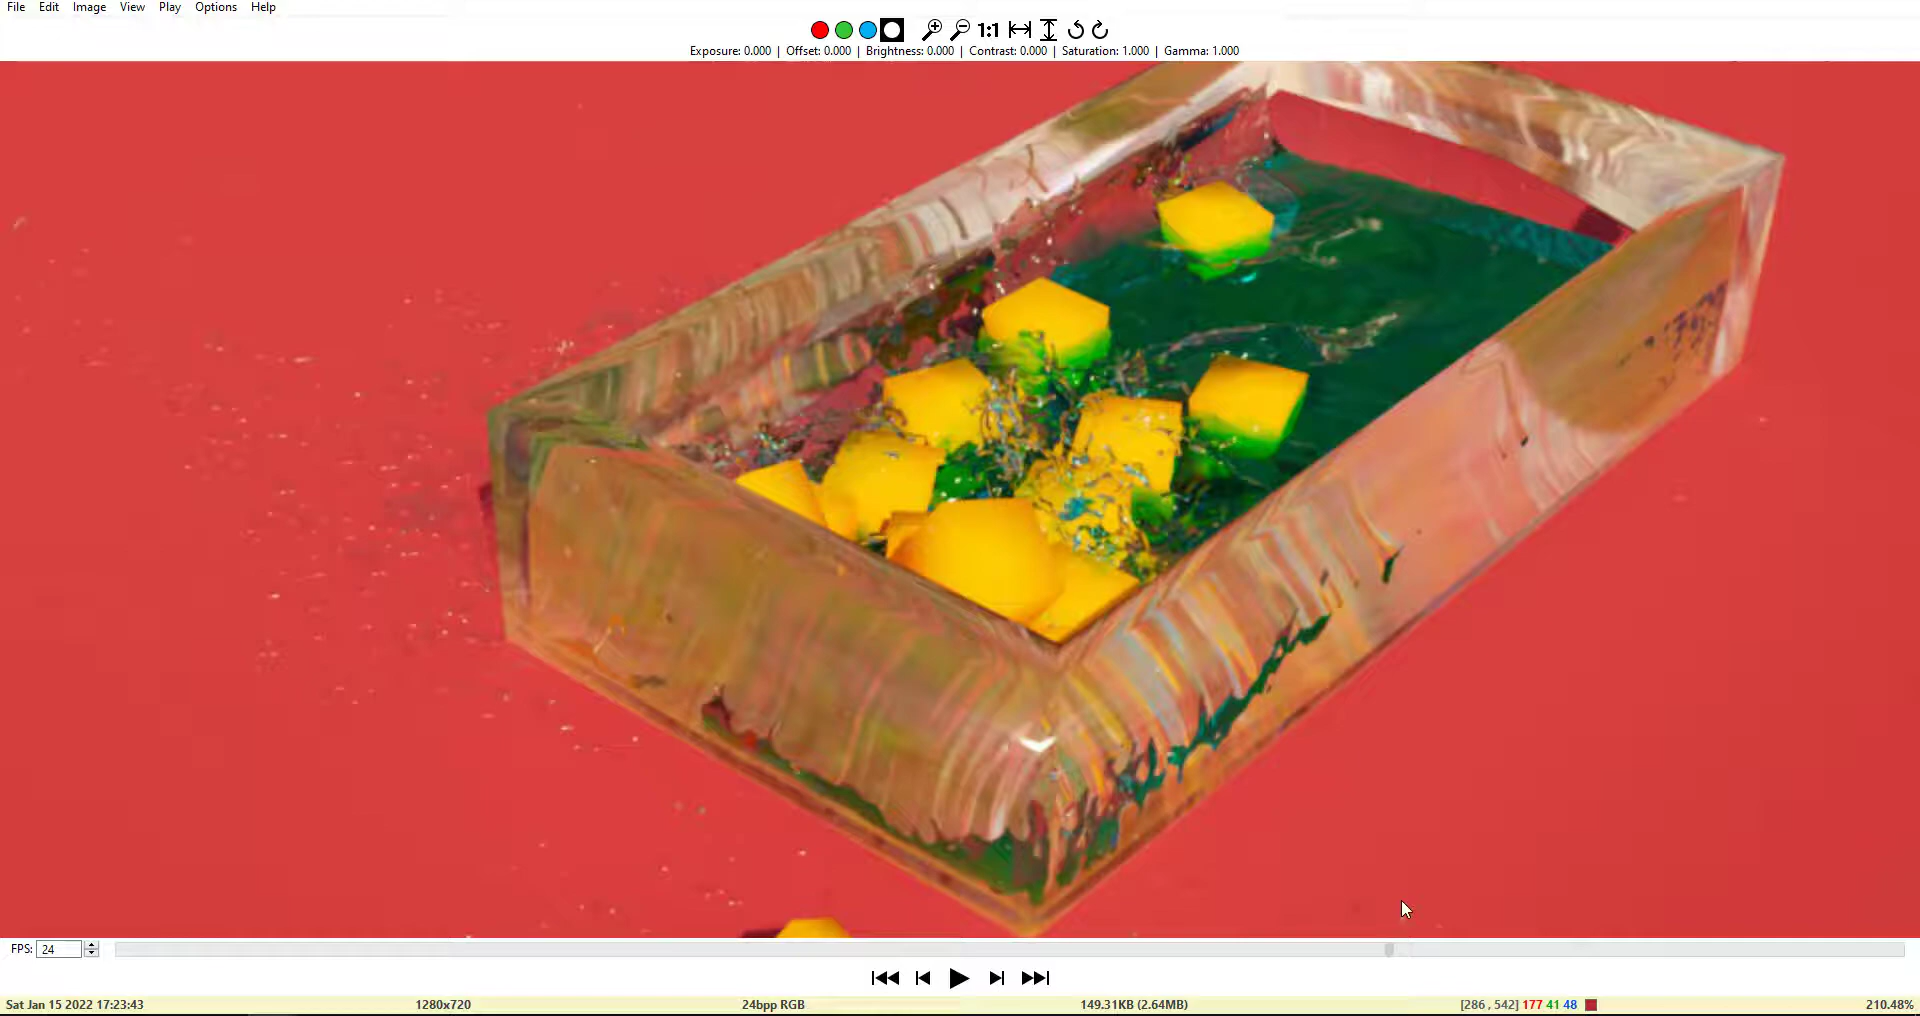 File Edit Image View Play Options Help
1:1
Exposure: 0.000 | Offset: 0.000 | Brightness: 0.000 | Contrast: 0.000 | Saturation: 1.000 | Gamma: 1.000
FPS: 24
Sat Jan 15 2022 17:23:43 1280x720 24bpp RGB 149.31KB (2.64MB) [286 , 542] 177 41 48 210.48%